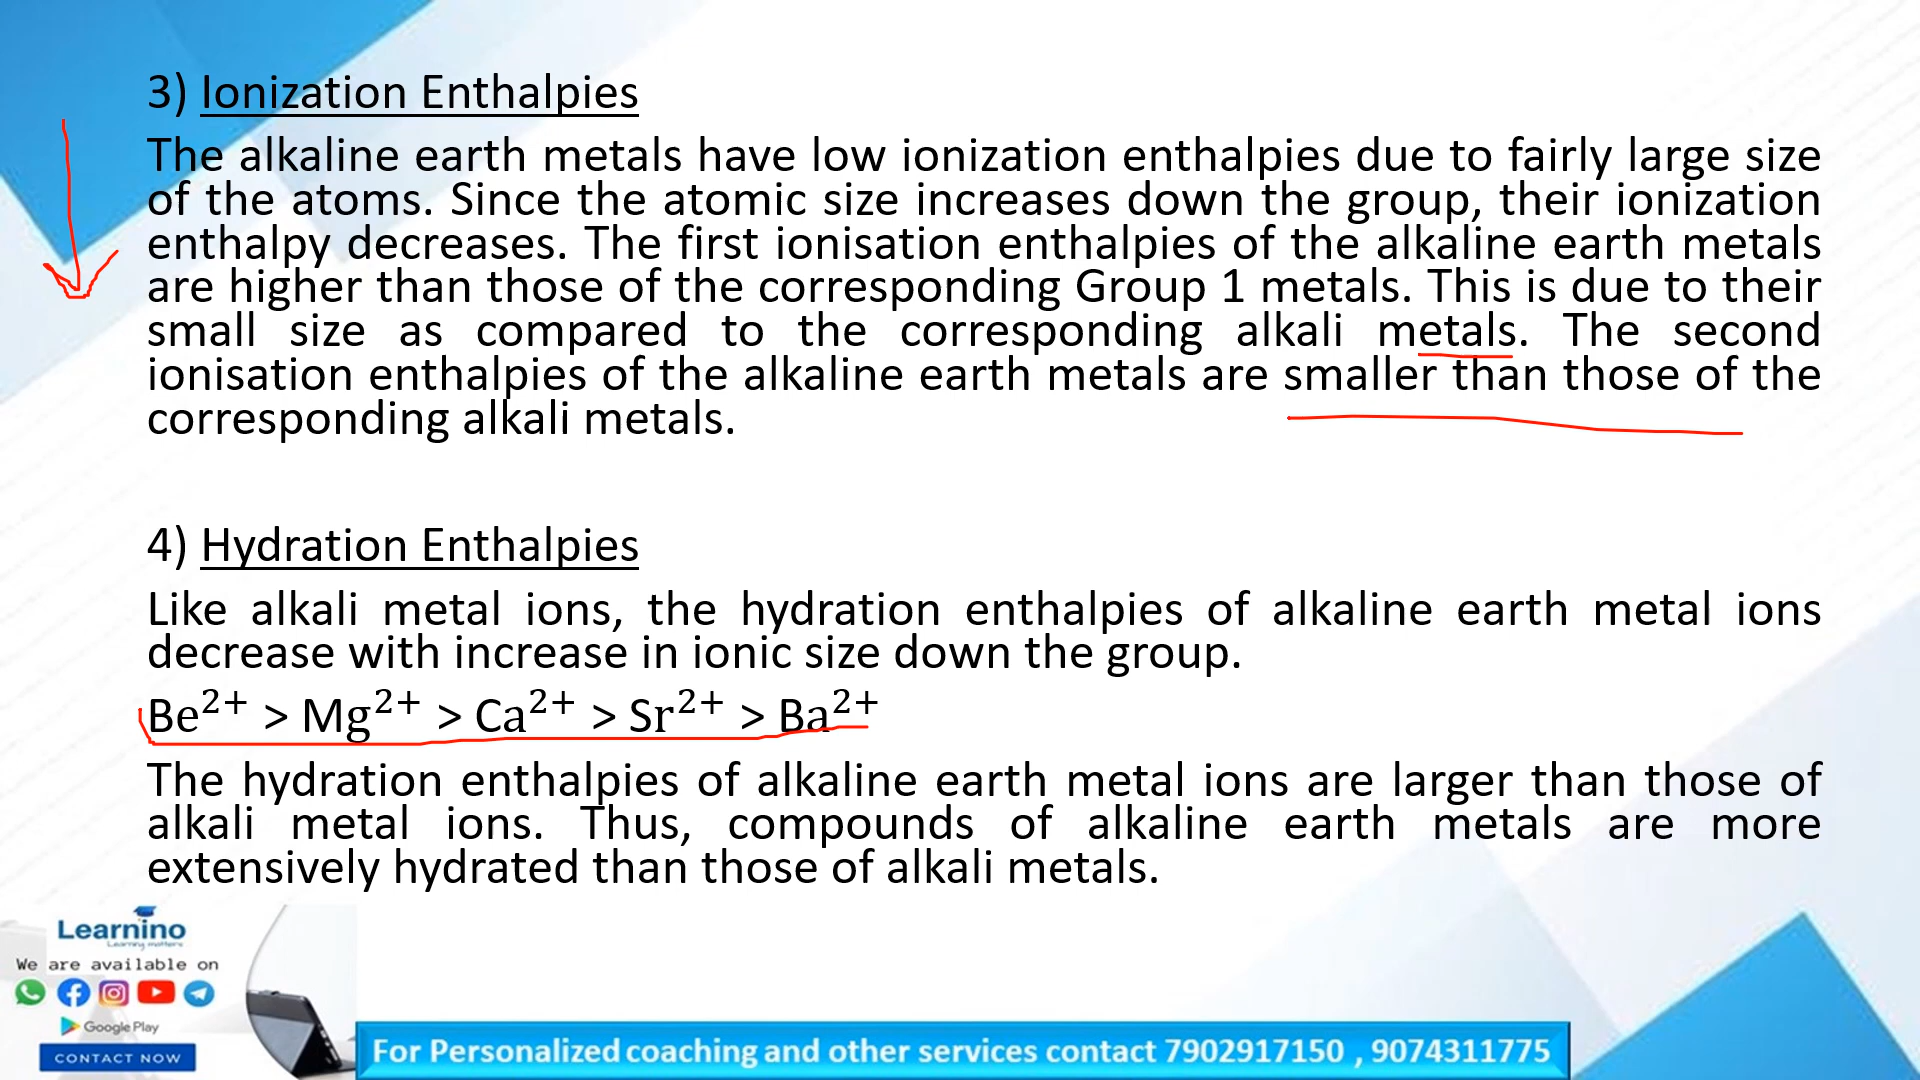 3) Ionization Enthalpies
The alkaline earth metals have low ionization enthalpies due to fairly large size
of the atoms. Since the atomic size increases down the group, their ionization
enthalpy decreases. The first ionisation enthalpies of the alkaline earth metals
are higher than those of the corresponding Group 1 metals. This is due to their
small size as compared to the corresponding alkali metals. The second
ionisation enthalpies of the alkaline earth metals are smaller than those of the
corresponding alkali metals.
4) Hydration Enthalpies
Like alkali metal ions, the hydration enthalpies of alkaline earth metal ions
decrease with increase in ionic size down the group.
Be²⁺ > Mg²⁺ > Ca²⁺ > Sr²⁺ > Ba²⁺
The hydration enthalpies of alkaline earth metal ions are larger than those of
alkali metal ions. Thus, compounds of alkaline earth metals are more
extensively hydrated than those of alkali metals.
Learnino
Learning matters
We are available on
Google Play
CONTACT NOW
For Personalized coaching and other services contact 7902917150 , 9074311775